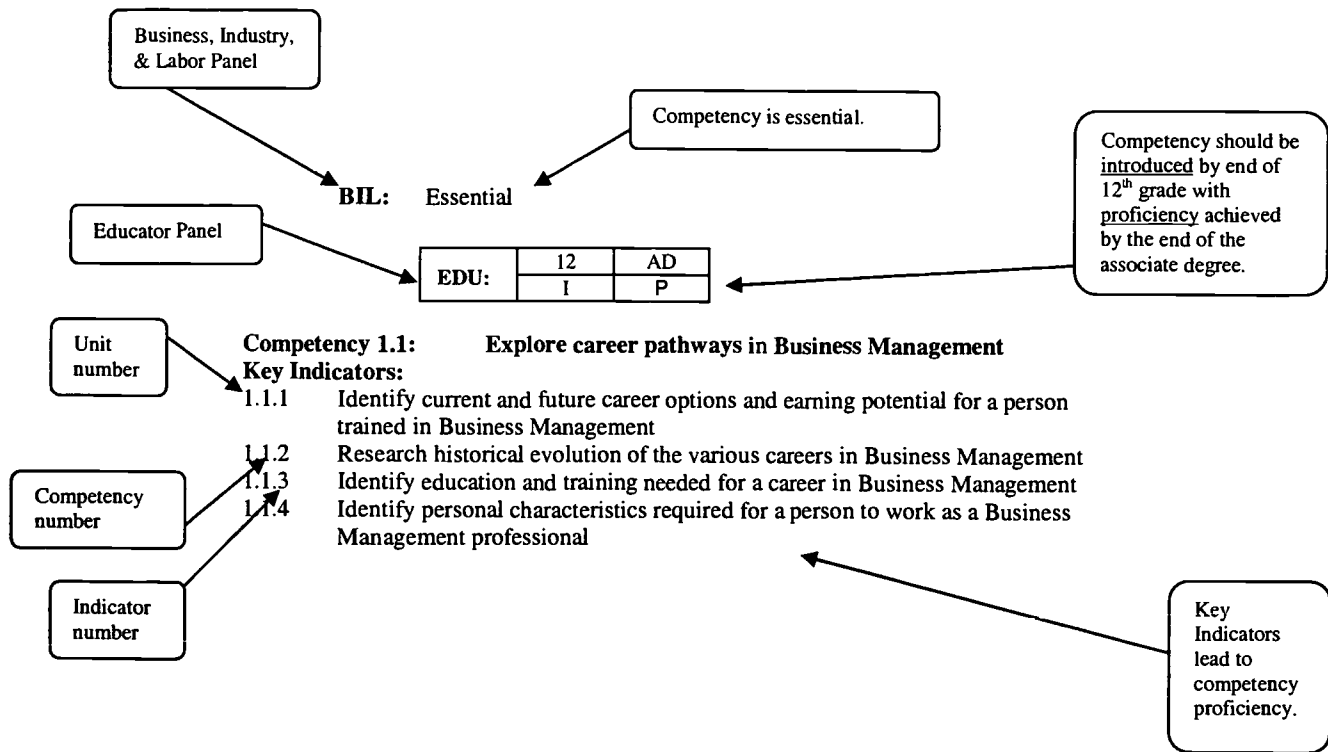 Business, Industry,
& Labor Panel
Competency is essential.
Competency should be
introduced by end of
12th grade with
proficiency achieved
by the end of the
associate degree.
BIL: Essential
Educator Panel
EDU: 12 AD
I P
Unit
number
Competency 1.1: Explore career pathways in Business Management
Key Indicators:
1.1.1 Identify current and future career options and earning potential for a person
trained in Business Management
1.1.2 Research historical evolution of the various careers in Business Management
1.1.3 Identify education and training needed for a career in Business Management
1.1.4 Identify personal characteristics required for a person to work as a Business
Management professional
Competency
number
Indicator
number
Key
Indicators
lead to
competency
proficiency.